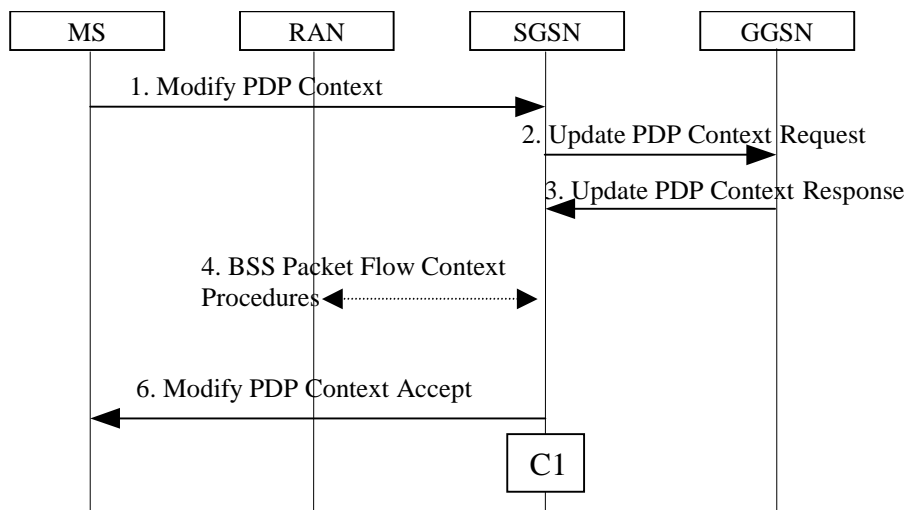 MS
RAN
SGSN
GGSN
1. Modify PDP Context
2. Update PDP Context Request
3. Update PDP Context Response
4. BSS Packet Flow Context
Procedures
6. Modify PDP Context Accept
C1